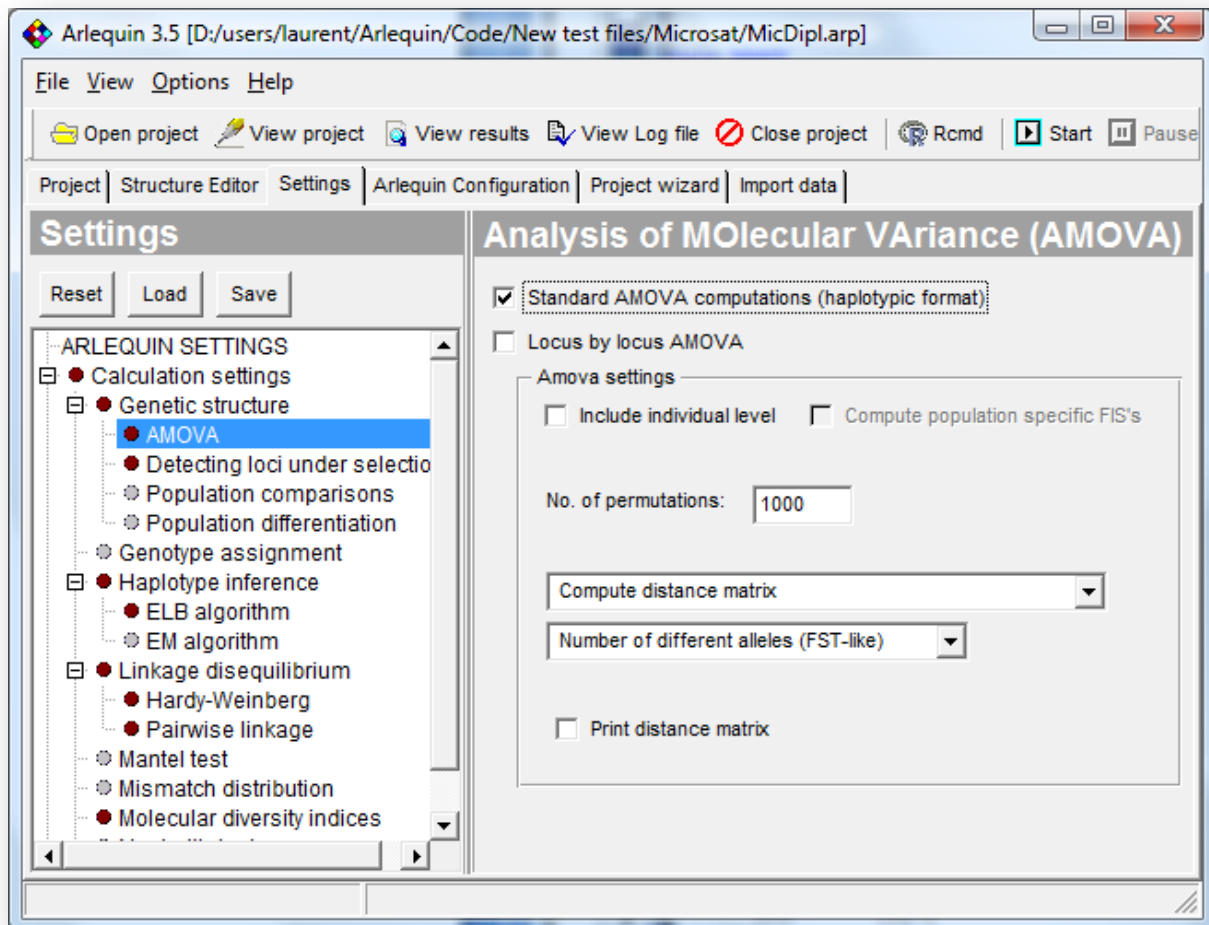 Arlequin 3.5 [D:/users/laurent/Arlequin/Code/New test files/Microsat/MicDipl.arp]
File View Options Help
Open project View project View results View Log file Close project Rcmd Start Pause
Project Structure Editor Settings Arlequin Configuration Project wizard Import data
Settings
Reset Load Save
ARLEQUIN SETTINGS
Calculation settings
Genetic structure
AMOVA
Detecting loci under selectio
Population comparisons
Population differentiation
Genotype assignment
Haplotype inference
ELB algorithm
EM algorithm
Linkage disequilibrium
Hardy-Weinberg
Pairwise linkage
Mantel test
Mismatch distribution
Molecular diversity indices
Analysis of MOlecular VAriance (AMOVA)
Standard AMOVA computations (haplotypic format)
Locus by locus AMOVA
Amova settings
Include individual level Compute population specific FIS's
No. of permutations: 1000
Compute distance matrix
Number of different alleles (FST-like)
Print distance matrix